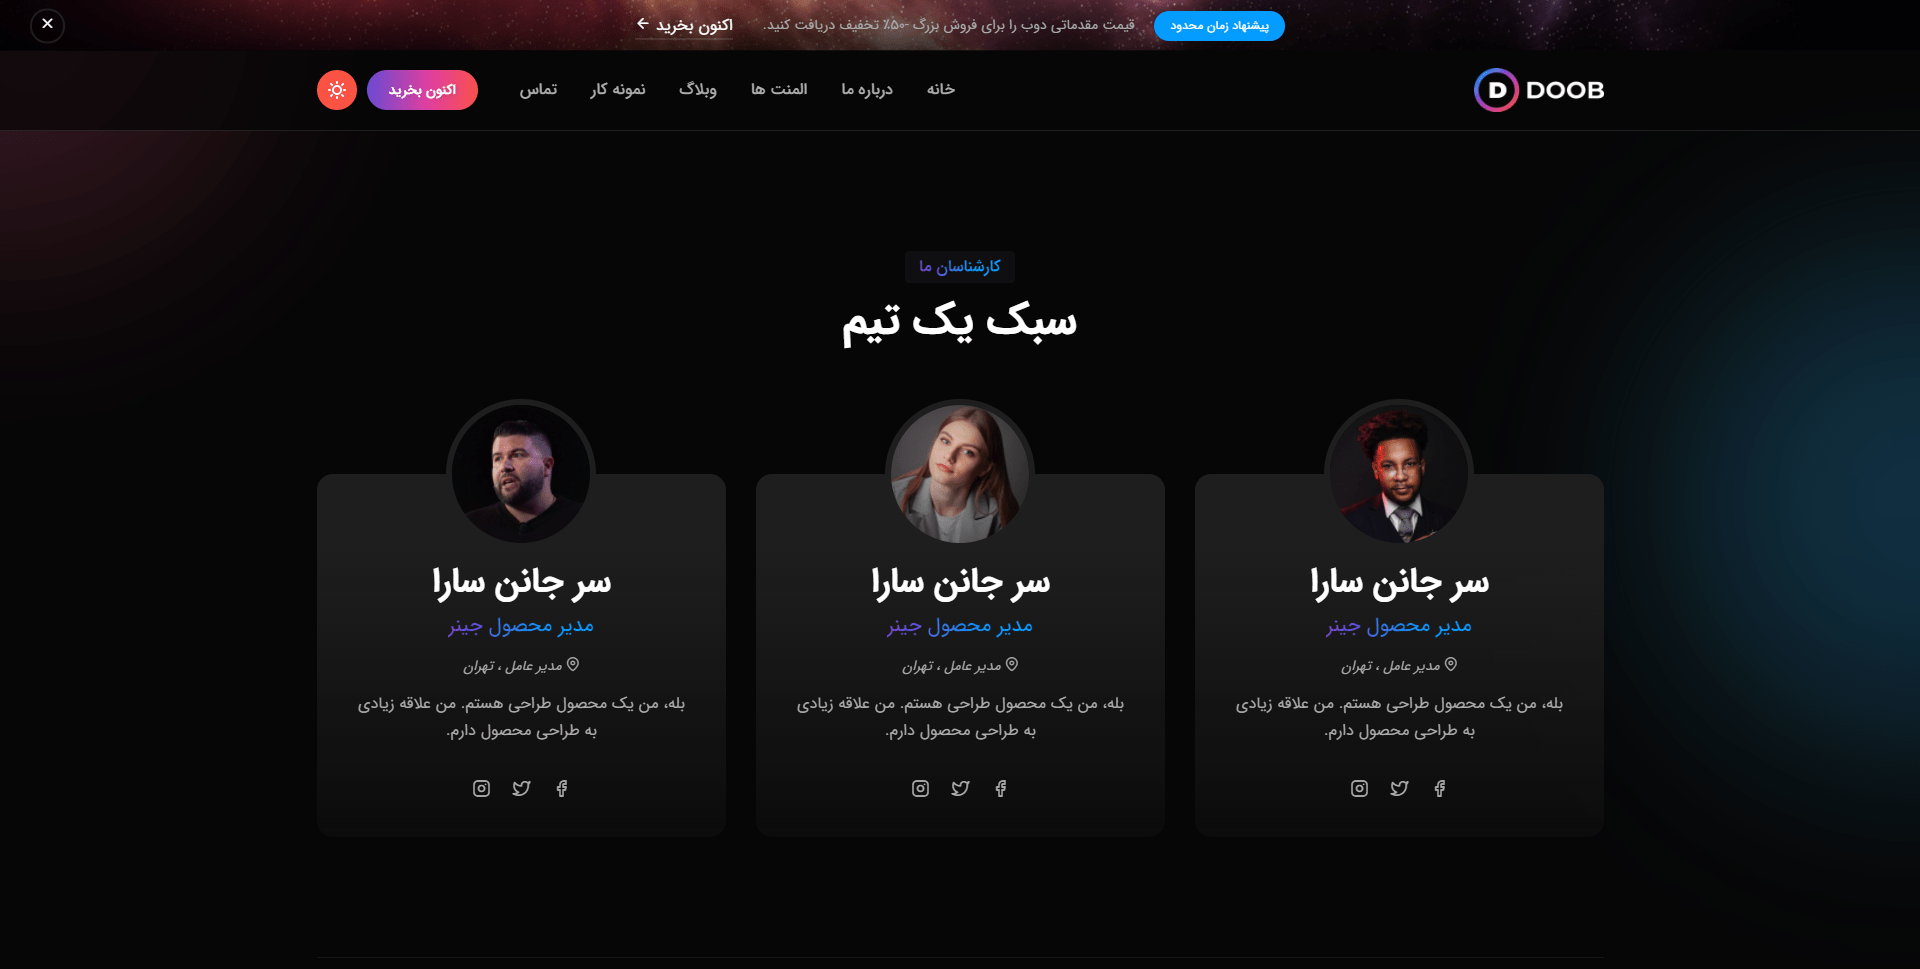 پیشنهاد زمان محدود
قیمت مقدماتی دوب را برای فروش بزرگ -50٪ تخفیف دریافت کنید.
اکنون بخرید
DOOB
خانه
درباره ما
المنت ها
وبلاگ
نمونه کار
تماس
اکنون بخرید
کارشناسان ما
سبک یک تیم
سر جانن سارا
مدیر محصول جینر
مدیر عامل ، تهران
بله، من یک محصول طراحی هستم. من علاقه زیادی
به طراحی محصول دارم.
سر جانن سارا
مدیر محصول جینر
مدیر عامل ، تهران
بله، من یک محصول طراحی هستم. من علاقه زیادی
به طراحی محصول دارم.
سر جانن سارا
مدیر محصول جینر
مدیر عامل ، تهران
بله، من یک محصول طراحی هستم. من علاقه زیادی
به طراحی محصول دارم.